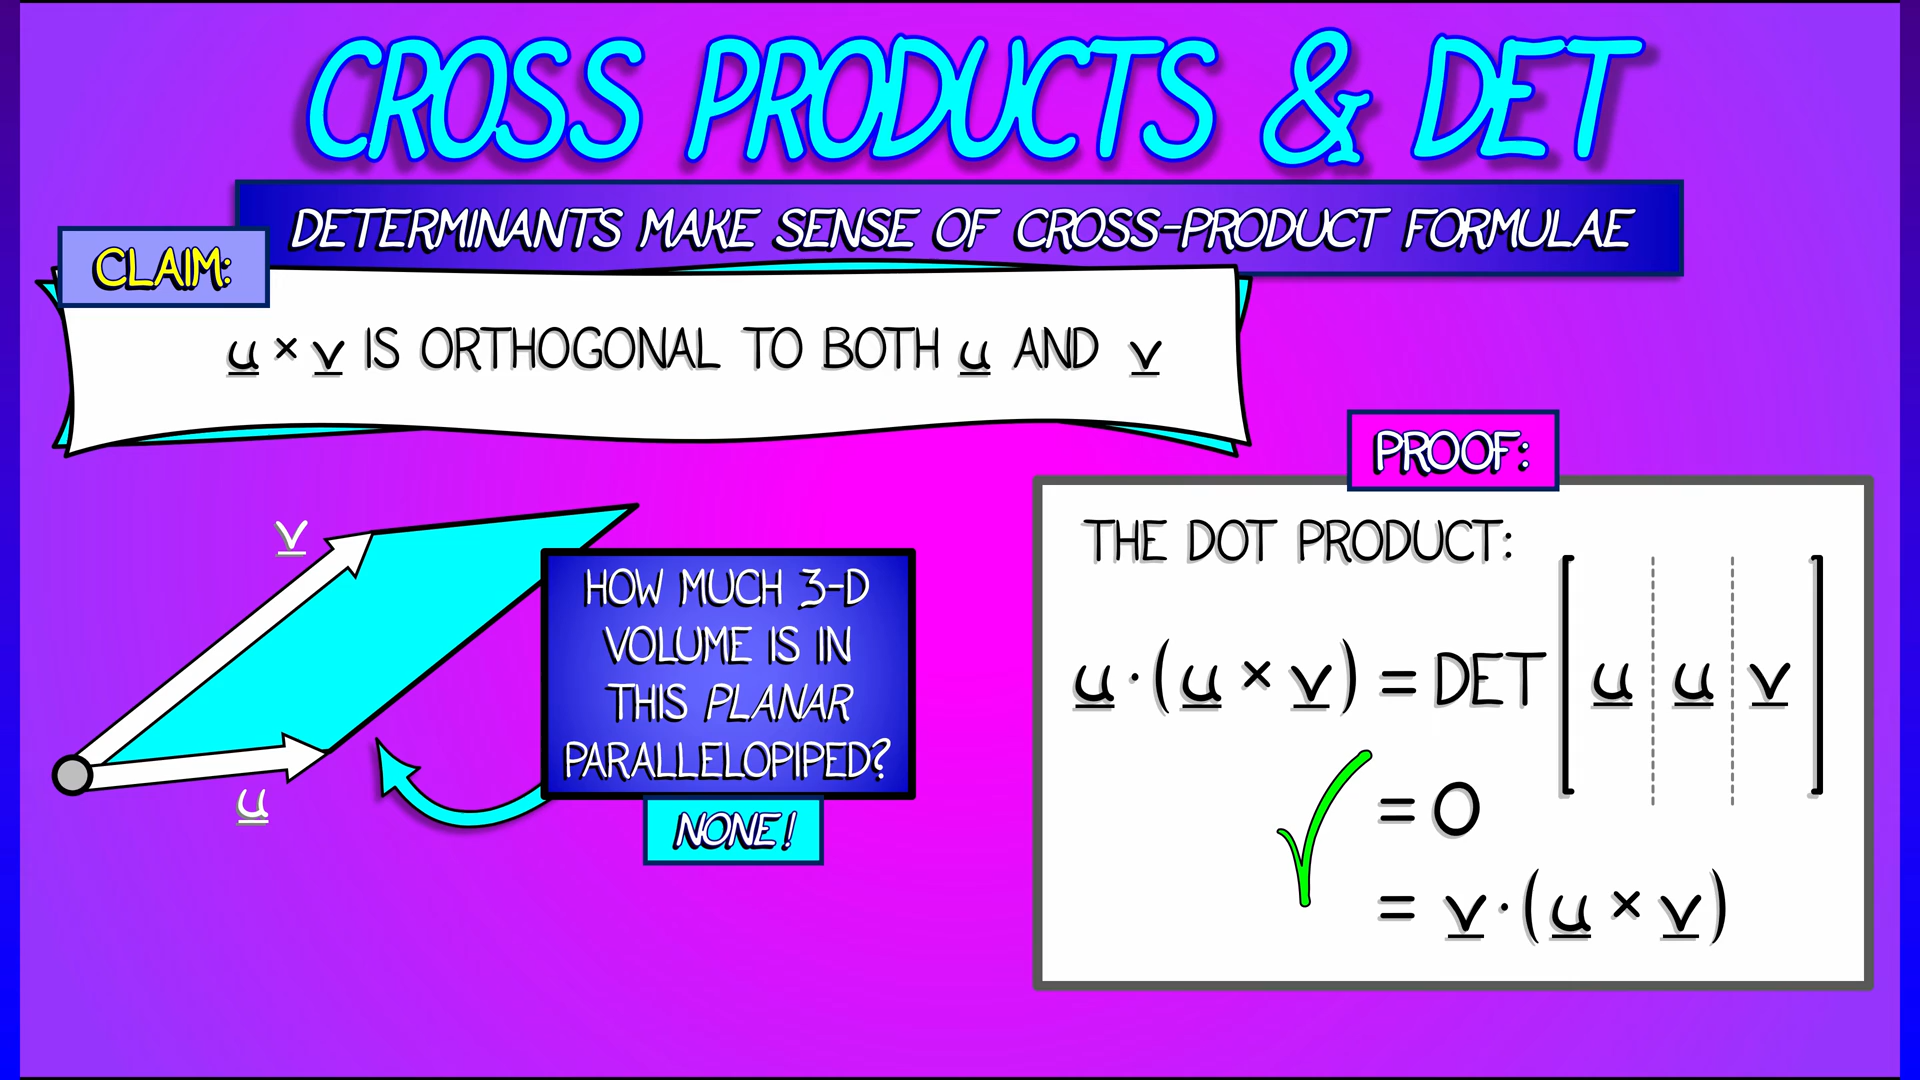 CROSS PRODUCTS & DET
DETERMINANTS MAKE SENSE OF CROSS-PRODUCT FORMULAE
CLAIM:
u × v IS ORTHOGONAL TO BOTH u AND v
v
u
HOW MUCH 3-D
VOLUME IS IN
THIS PLANAR
PARALLELOPIPED?
NONE!
PROOF:
THE DOT PRODUCT:
u · (u × v) = DET [ u u v ]
= 0
= v · (u × v)